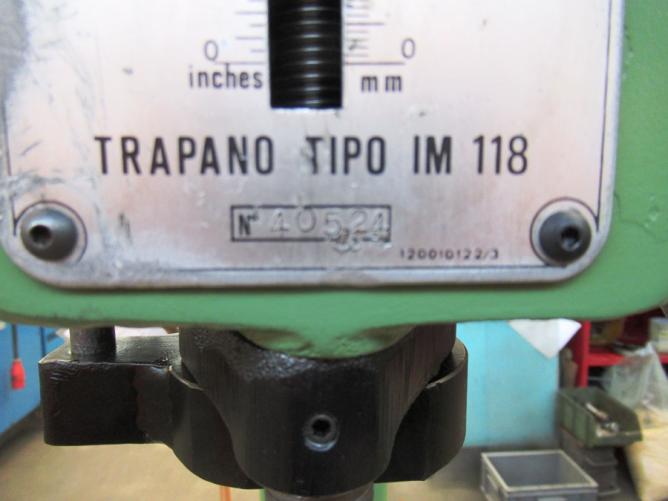 0 0
inches mm
TRAPANO TIPO IM 118
N° 40524
120010122/3